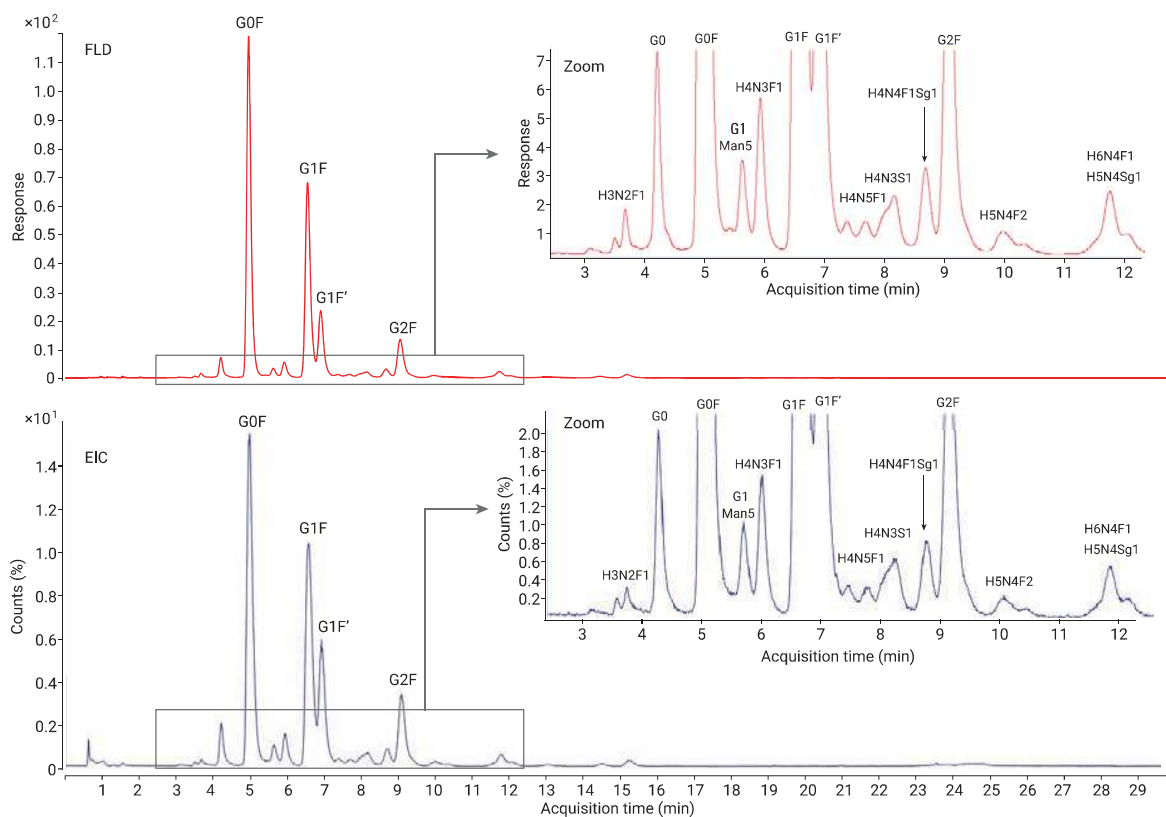 ×10²
FLD
G0F
G1F
G1F’
G2F
Response
1.1
1.0
0.9
0.8
0.7
0.6
0.5
0.4
0.3
0.2
0.1
0
Zoom
G0
G0F
G1F
G1F’
G2F
H3N2F1
G1
Man5
H4N3F1
H4N5F1
H4N3S1
H4N4F1Sg1
H5N4F2
H6N4F1
H5N4Sg1
Response
7
6
5
4
3
2
1
3 4 5 6 7 8 9 10 11 12
Acquisition time (min)
×10¹
EIC
G0F
G1F
G1F’
G2F
Counts (%)
1.4
1.2
1.0
0.8
0.6
0.4
0.2
0
Zoom
G0
G0F
G1F
G1F’
G2F
H3N2F1
G1
Man5
H4N3F1
H4N5F1
H4N3S1
H4N4F1Sg1
H5N4F2
H6N4F1
H5N4Sg1
Counts (%)
2.0
1.8
1.6
1.4
1.2
1.0
0.8
0.6
0.4
0.2
3 4 5 6 7 8 9 10 11 12
Acquisition time (min)
1 2 3 4 5 6 7 8 9 10 11 12 13 14 15 16 17 18 19 20 21 22 23 24 25 26 27 28 29
Acquisition time (min)